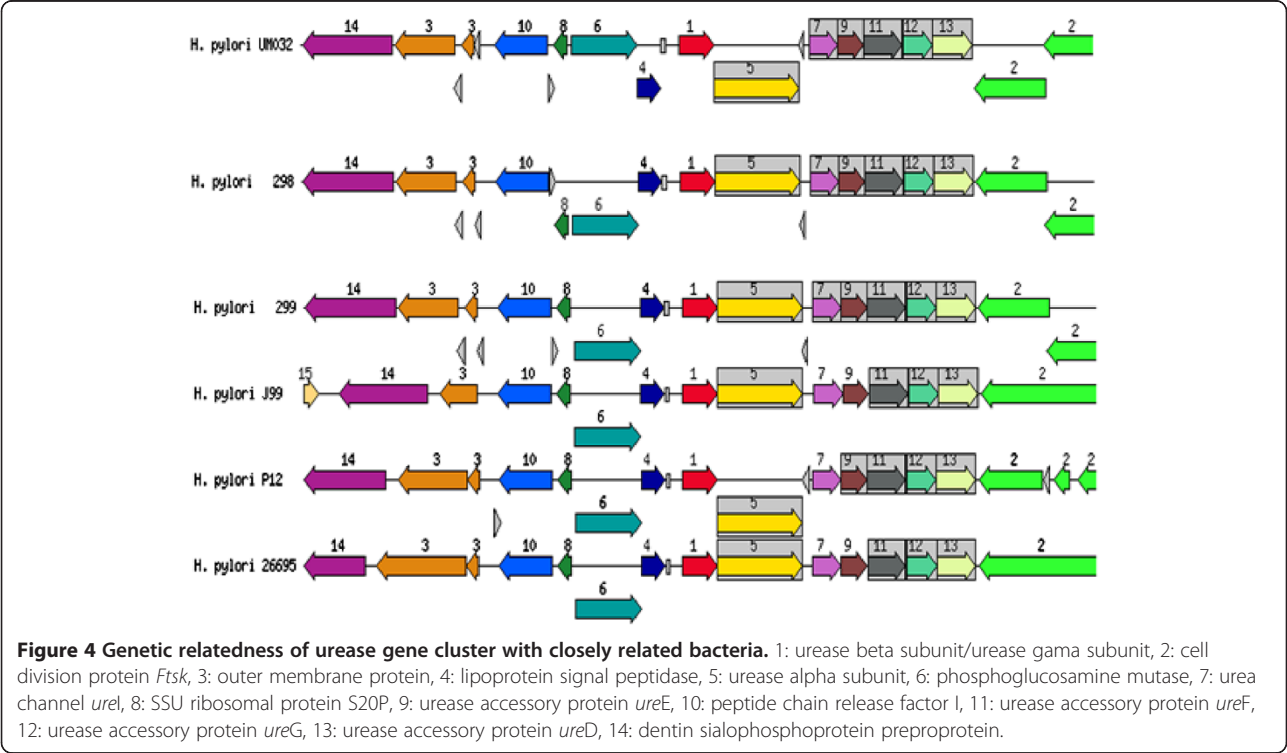 14 3 3 10 8 6 1 7 9 11 12 13 2
H. pylori UM032
4 5 2
14 3 3 10 4 1 5 7 9 11 12 13 2
H. pylori 298
8 6 2
14 3 3 10 8 4 1 5 7 9 11 12 13 2
H. pylori 299
6 2
15 14 3 10 8 4 1 5 7 9 11 12 13 2
H. pylori J99
6
14 3 3 10 8 4 1 7 9 11 12 13 2 2 2
H. pylori P12
6 5
14 3 3 10 8 4 1 5 7 9 11 12 13 2
H. pylori 26695
6
Figure 4 Genetic relatedness of urease gene cluster with closely related bacteria. 1: urease beta subunit/urease gama subunit, 2: cell
division protein Ftsk, 3: outer membrane protein, 4: lipoprotein signal peptidase, 5: urease alpha subunit, 6: phosphoglucosamine mutase, 7: urea
channel ureI, 8: SSU ribosomal protein S20P, 9: urease accessory protein ureE, 10: peptide chain release factor I, 11: urease accessory protein ureF,
12: urease accessory protein ureG, 13: urease accessory protein ureD, 14: dentin sialophosphoprotein preproprotein.